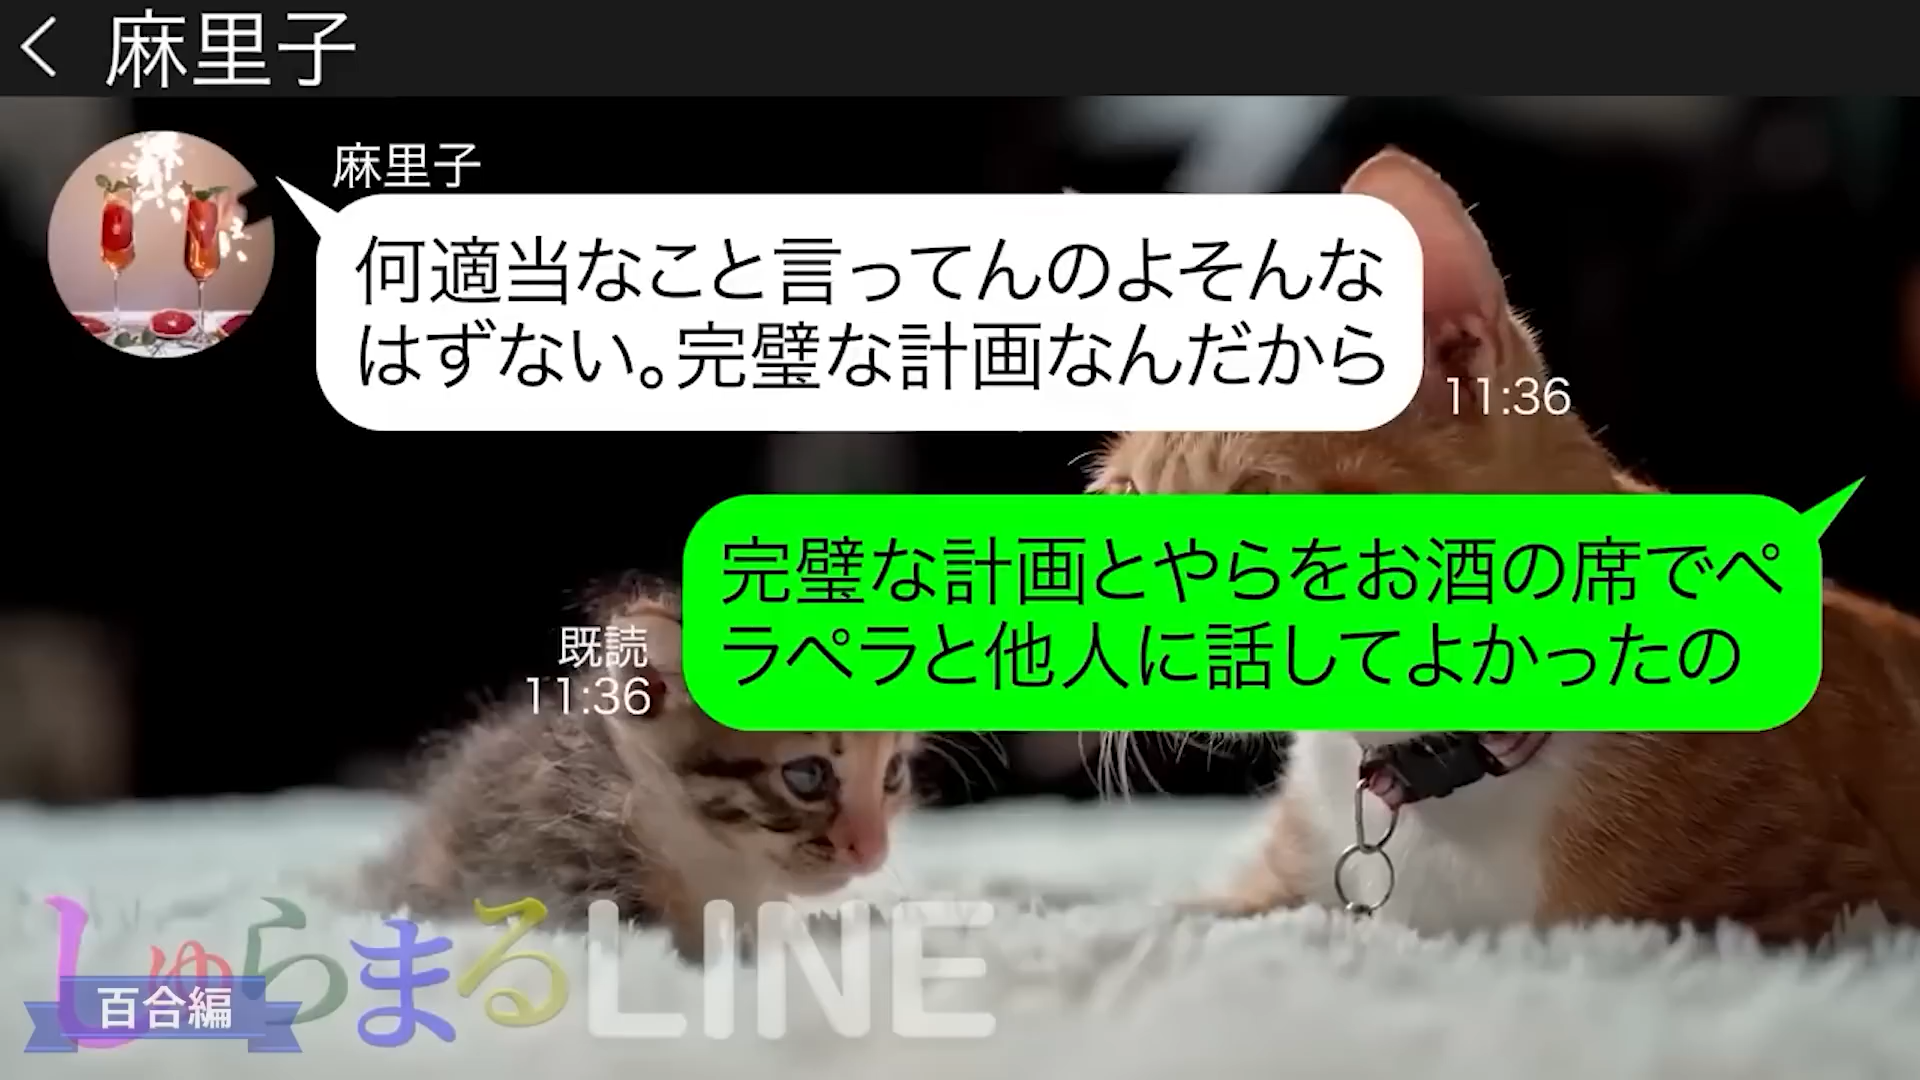 麻里子
麻里子
何適当なこと言ってんのよそんな
はずない。完璧な計画なんだから
11:36
完璧な計画とやらをお酒の席でペ
ラペラと他人に話してよかったの
既読
11:36
しゅらまるLINE
百合編